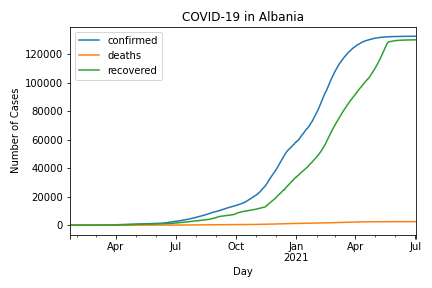 COVID-19 in Albania
confirmed
deaths
recovered
Number of Cases
120000
100000
80000
60000
40000
20000
0
Apr
Jul
Oct
Jan
2021
Apr
Jul
Day